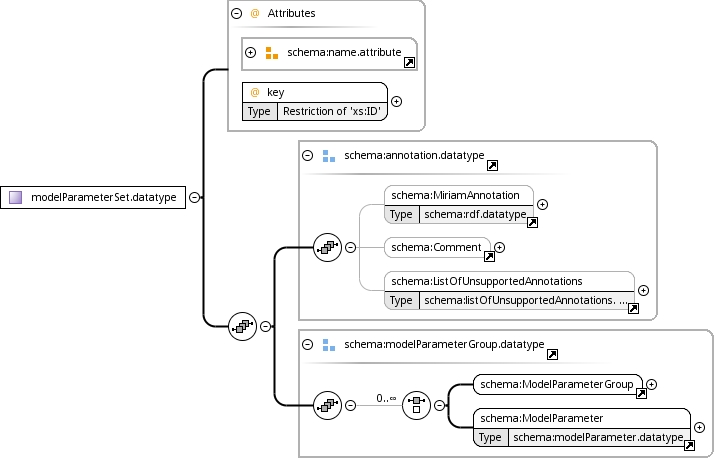 @ Attributes
schema:name.attribute
@ key
Type Restriction of 'xs:ID'
schema:annotation.datatype
schema:MiriamAnnotation
Type schema:rdf.datatype
modelParameterSet.datatype
schema:Comment
schema:ListOfUnsupportedAnnotations
Type schema:listOfUnsupportedAnnotations. ...
schema:modelParameterGroup.datatype
0..∞
schema:ModelParameterGroup
schema:ModelParameter
Type schema:modelParameter.datatype